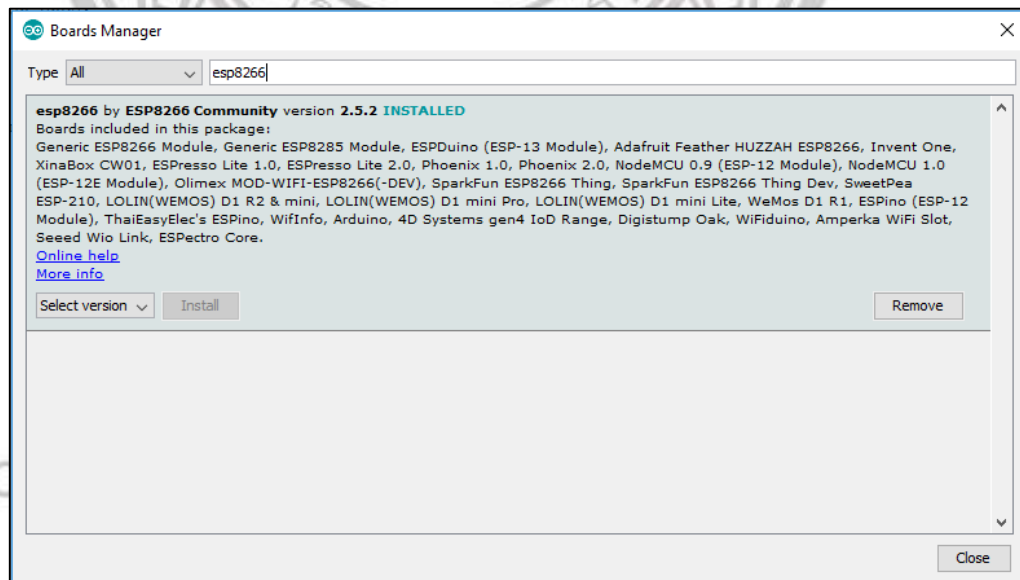 Boards Manager
Type All esp8266
esp8266 by ESP8266 Community version 2.5.2 INSTALLED
Boards included in this package:
Generic ESP8266 Module, Generic ESP8285 Module, ESPDuino (ESP-13 Module), Adafruit Feather HUZZAH ESP8266, Invent One,
XinaBox CW01, ESPresso Lite 1.0, ESPresso Lite 2.0, Phoenix 1.0, Phoenix 2.0, NodeMCU 0.9 (ESP-12 Module), NodeMCU 1.0
(ESP-12E Module), Olimex MOD-WIFI-ESP8266(-DEV), SparkFun ESP8266 Thing, SparkFun ESP8266 Thing Dev, SweetPea
ESP-210, LOLIN(WEMOS) D1 R2 & mini, LOLIN(WEMOS) D1 mini Pro, LOLIN(WEMOS) D1 mini Lite, WeMos D1 R1, ESPino (ESP-12
Module), ThaiEasyElec's ESPino, WifInfo, Arduino, 4D Systems gen4 IoD Range, Digistump Oak, WiFiduino, Amperka WiFi Slot,
Seeed Wio Link, ESPectro Core.
Online help
More info
Select version Install Remove
Close